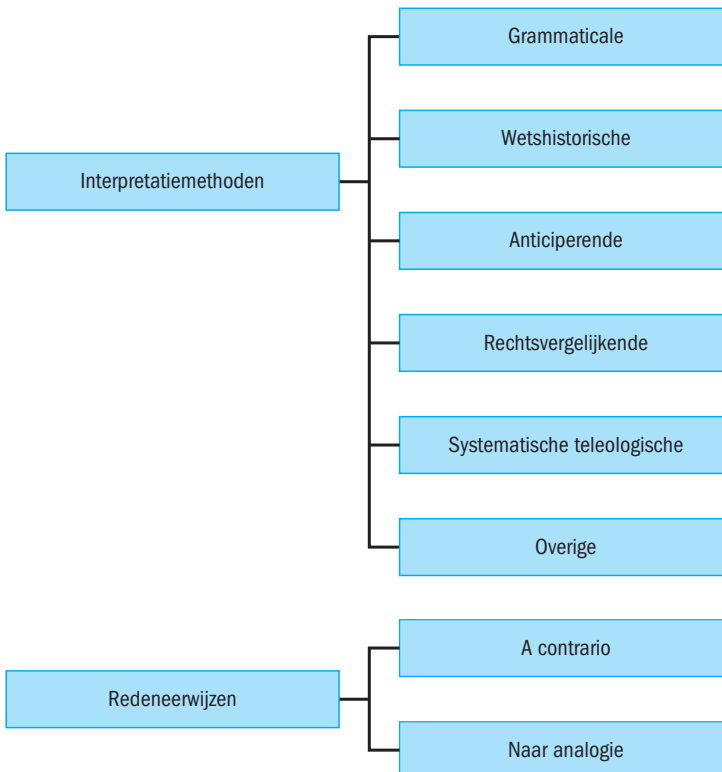 Interpretatiemethoden
Grammaticale
Wetshistorische
Anticiperende
Rechtsvergelijkende
Systematische teleologische
Overige
Redeneerwijzen
A contrario
Naar analogie